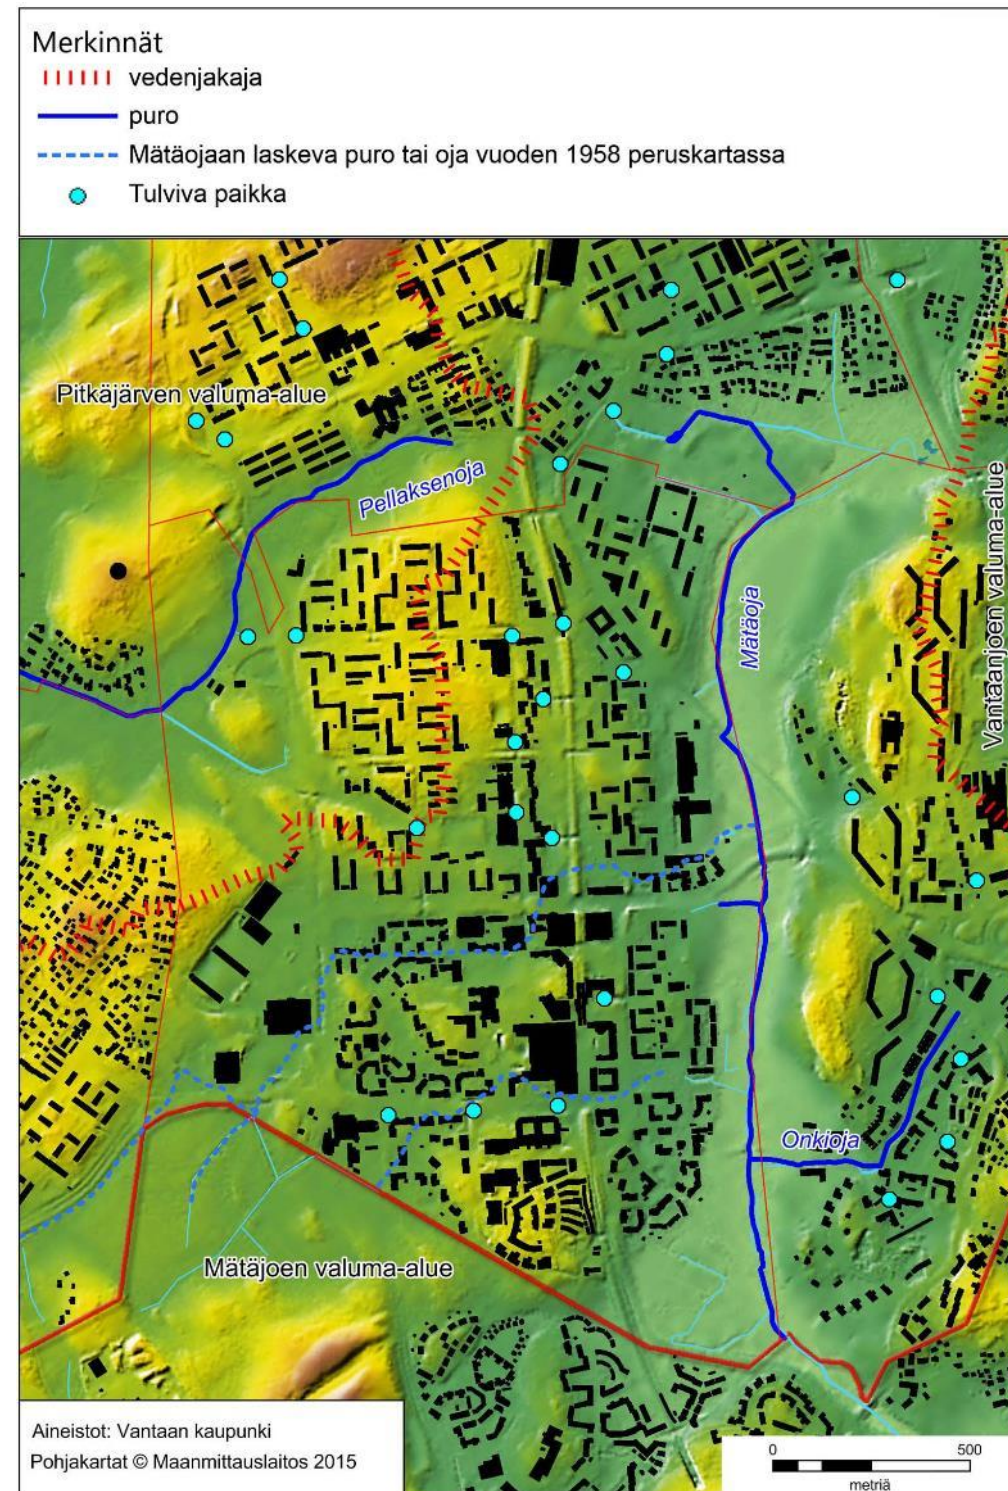 Merkinnät
vedenjakaja
puro
Mätäojaan laskeva puro tai oja vuoden 1958 peruskartassa
Tulviva paikka
Pitkäjärven valuma-alue
Pellaksenoja
Vantaanjoen valuma-alue
Mätäoja
Onkioja
Mätäjoen valuma-alue
Aineistot: Vantaan kaupunki
Pohjakartat © Maanmittauslaitos 2015
0 500
metriä